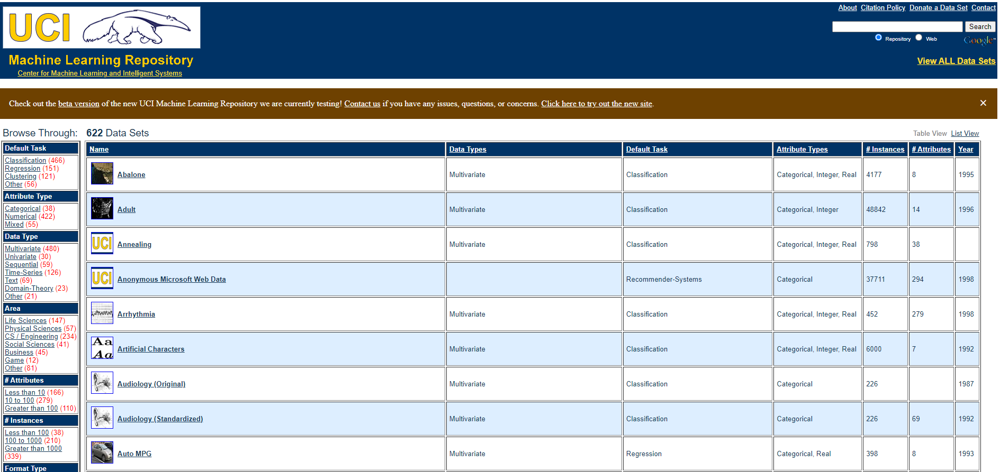 About Citation Policy Donate a Data Set Contact
UCI
Search
Repository Web
Google™
Machine Learning Repository
View ALL Data Sets
Center for Machine Learning and Intelligent Systems
Check out the beta version of the new UCI Machine Learning Repository we are currently testing! Contact us if you have any issues, questions, or concerns. Click here to try out the new site. ×
Browse Through:
Default Task
Classification (466)
Regression (151)
Clustering (121)
Other (56)
Attribute Type
Categorical (38)
Numerical (422)
Mixed (55)
Data Type
Multivariate (480)
Univariate (30)
Sequential (59)
Time-Series (126)
Text (69)
Domain-Theory (23)
Other (21)
Area
Life Sciences (147)
Physical Sciences (57)
CS / Engineering (234)
Social Sciences (41)
Business (45)
Game (12)
Other (81)
# Attributes
Less than 10 (166)
10 to 100 (279)
Greater than 100 (110)
# Instances
Less than 100 (38)
100 to 1000 (210)
Greater than 1000
(339)
Format Type
622 Data Sets
Table View List View
Name Data Types Default Task Attribute Types # Instances # Attributes Year
Abalone Multivariate Classification Categorical, Integer, Real 4177 8 1995
Adult Multivariate Classification Categorical, Integer 48842 14 1996
UCI Annealing Multivariate Classification Categorical, Integer, Real 798 38
UCI Anonymous Microsoft Web Data Recommender-Systems Categorical 37711 294 1998
Arrhythmia Multivariate Classification Categorical, Integer, Real 452 279 1998
Aa
Aa
Artificial Characters Multivariate Classification Categorical, Integer, Real 6000 7 1992
Audiology (Original) Multivariate Classification Categorical 226 1987
Audiology (Standardized) Multivariate Classification Categorical 226 69 1992
Auto MPG Multivariate Regression Categorical, Real 398 8 1993